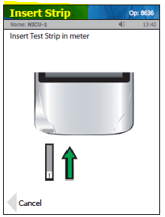 Insert Strip Op: 8636
Name: NICU-1 13:42
Insert Test Strip in meter
Cancel